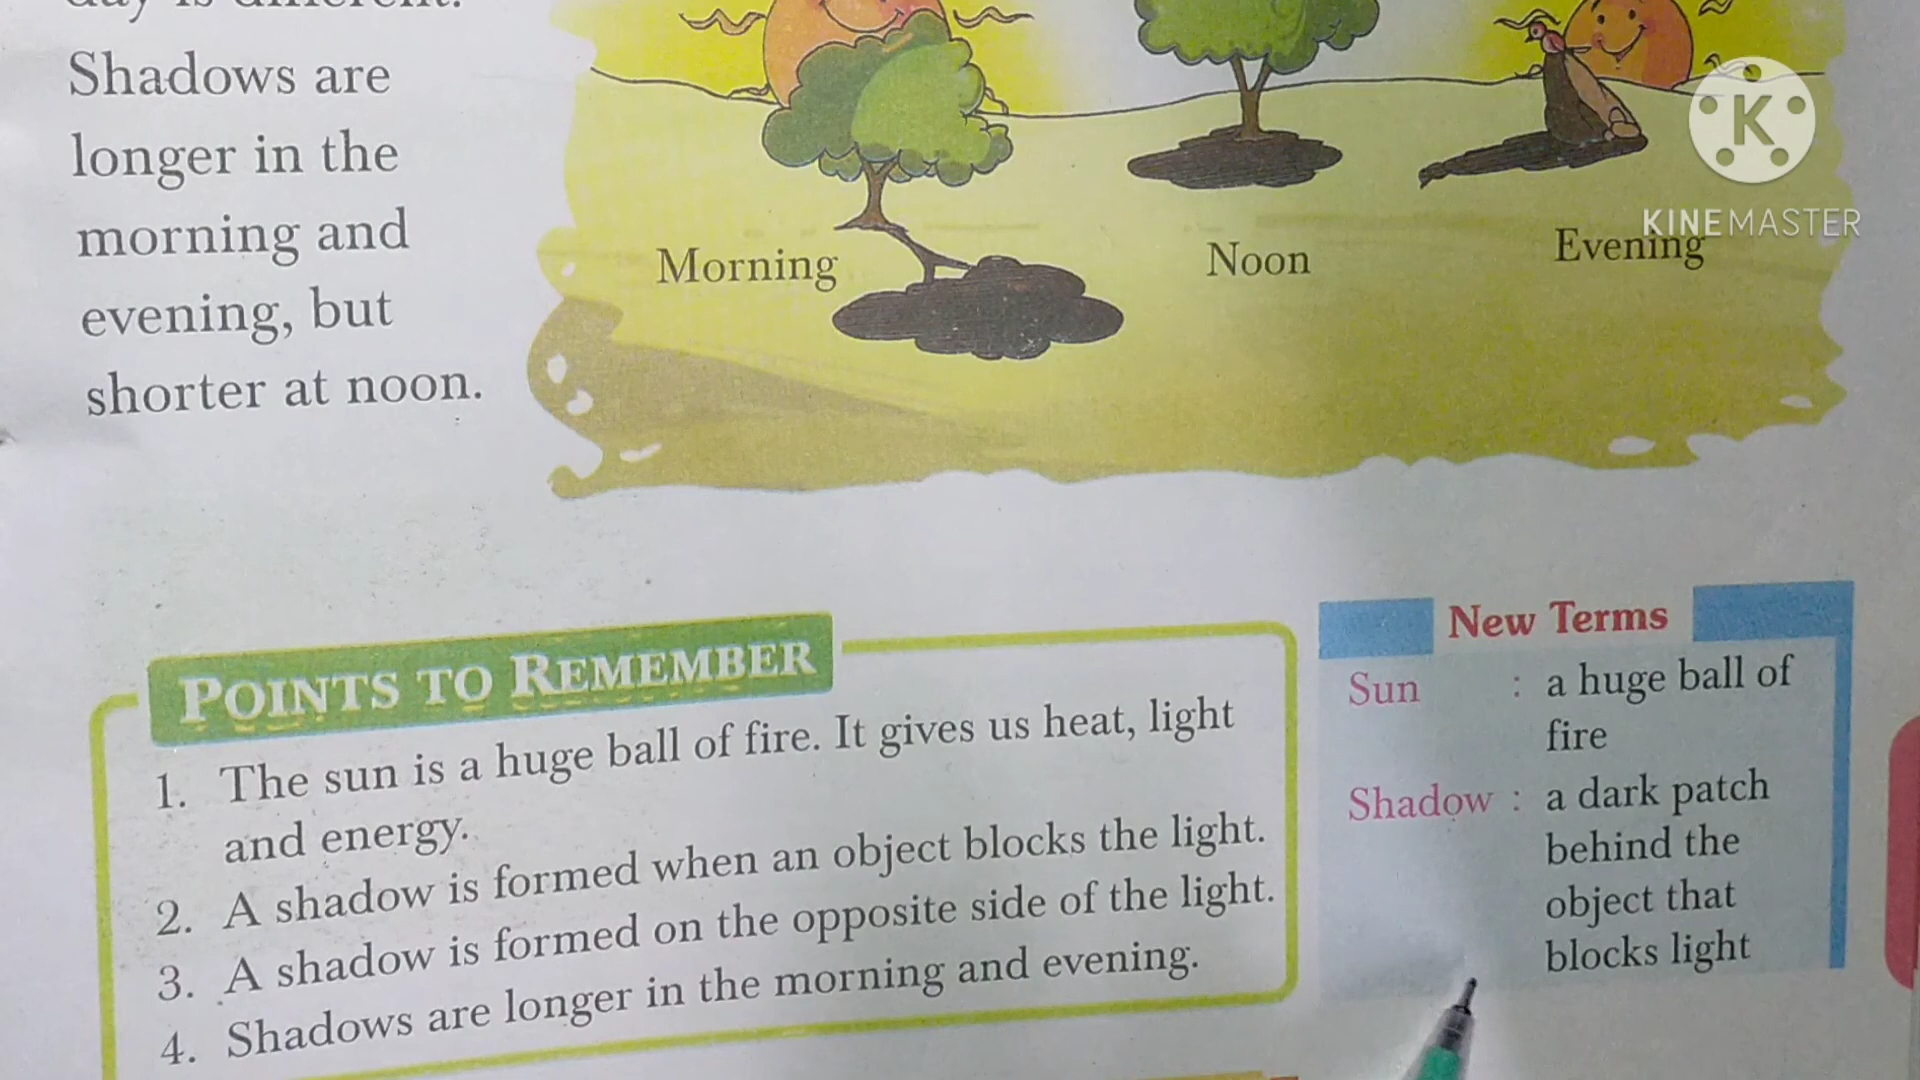 day is different.
Shadows are
longer in the
morning and
evening, but
shorter at noon.
Morning
Noon
Evening
K
KINEMASTER
POINTS TO REMEMBER
1. The sun is a huge ball of fire. It gives us heat, light
and energy.
2. A shadow is formed when an object blocks the light.
3. A shadow is formed on the opposite side of the light.
4. Shadows are longer in the morning and evening.
New Terms
Sun : a huge ball of
fire
Shadow : a dark patch
behind the
object that
blocks light